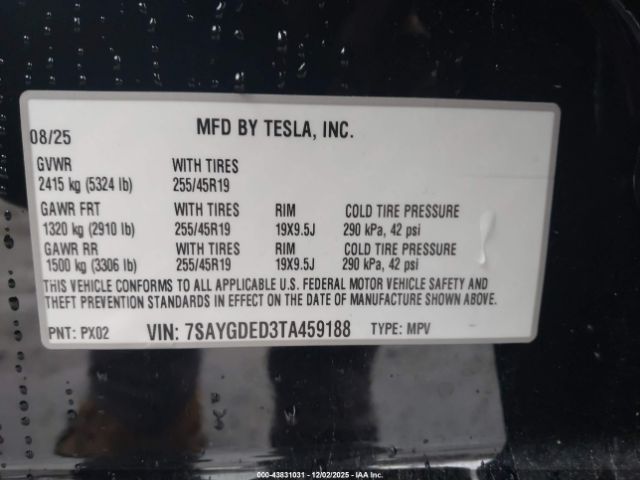 08/25 MFD BY TESLA, INC.
GVWR WITH TIRES
2415 kg (5324 lb) 255/45R19
GAWR FRT WITH TIRES RIM COLD TIRE PRESSURE
1320 kg (2910 lb) 255/45R19 19X9.5J 290 kPa, 42 psi
GAWR RR WITH TIRES COLD TIRE PRESSURE
1500 kg (3306 lb) 255/45R19 19X9.5J 290 kPa, 42 psi
THIS VEHICLE CONFORMS TO ALL APPLICABLE U.S. FEDERAL MOTOR VEHICLE SAFETY AND
THEFT PREVENTION STANDARDS IN EFFECT ON THE DATE OF MANUFACTURE SHOWN ABOVE.
PNT: PX02 VIN: 7SAYGDED3TA459188 TYPE: MPV
000-43831031 - 12/02/2025 - IAA Inc.